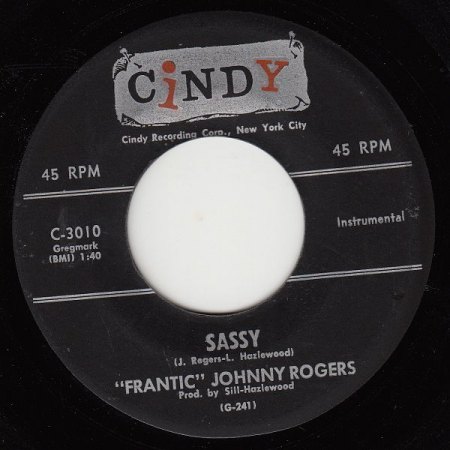 CiNDY
Cindy Recording Corp., New York City
45 RPM
45 RPM
C-3010
Gregmark
(BMI) 1:40
Instrumental
SASSY
(J. Rogers-L. Hazlewood)
"FRANTIC" JOHNNY ROGERS
Prod. by Sill-Hazlewood
(G-241)